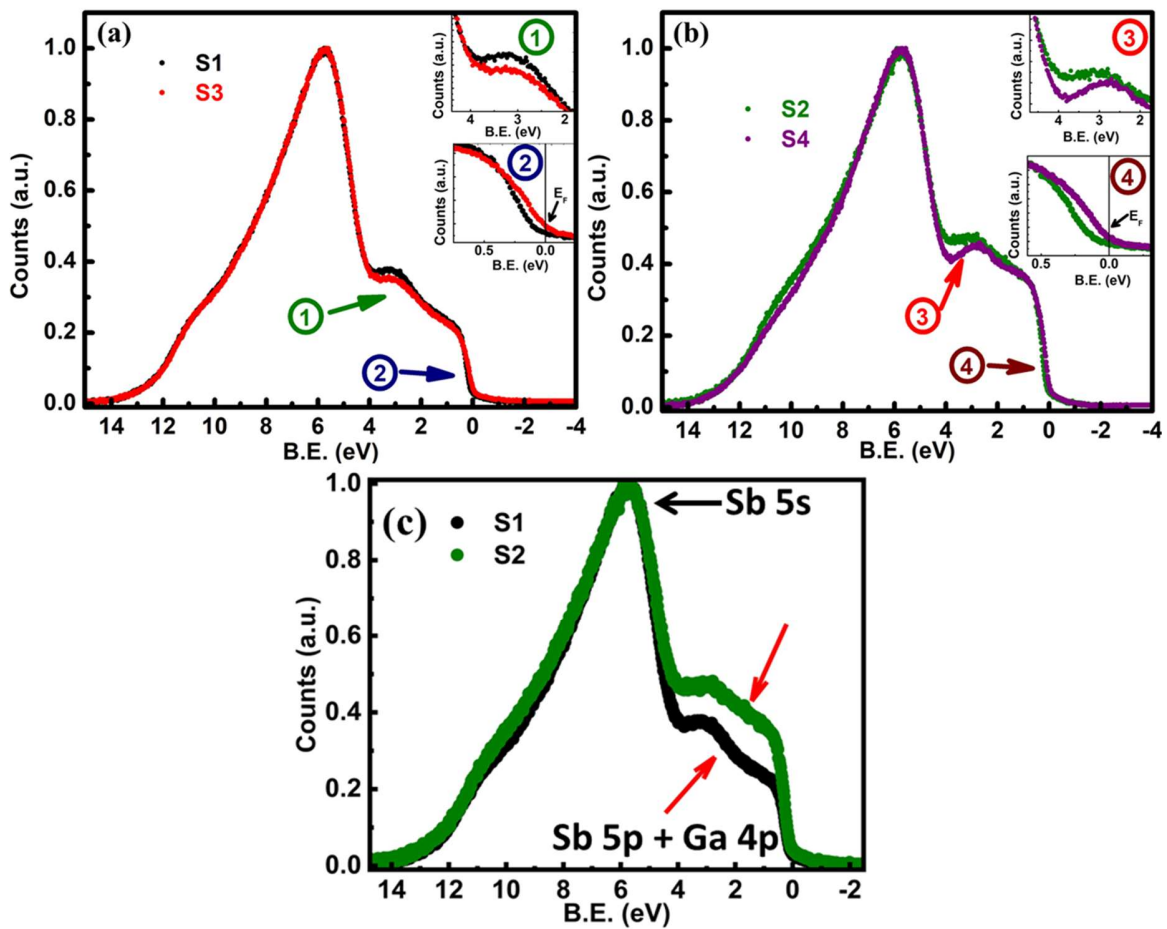 (a)
S1
S3
1
Counts (a.u.)
4 3 2
B.E. (eV)
2
Counts (a.u.)
E_F
0.5 0.0
B.E. (eV)
1
2
Counts (a.u.)
1.0
0.8
0.6
0.4
0.2
0.0
14 12 10 8 6 4 2 0 -2 -4
B.E. (eV)
(b)
S2
S4
3
Counts (a.u.)
4 3 2
B.E. (eV)
4
Counts (a.u.)
E_F
0.5 0.0
B.E. (eV)
3
4
Counts (a.u.)
1.0
0.8
0.6
0.4
0.2
0.0
14 12 10 8 6 4 2 0 -2 -4
B.E. (eV)
(c)
S1
S2
Sb 5s
Sb 5p + Ga 4p
Counts (a.u.)
1.0
0.8
0.6
0.4
0.2
0.0
14 12 10 8 6 4 2 0 -2
B.E. (eV)